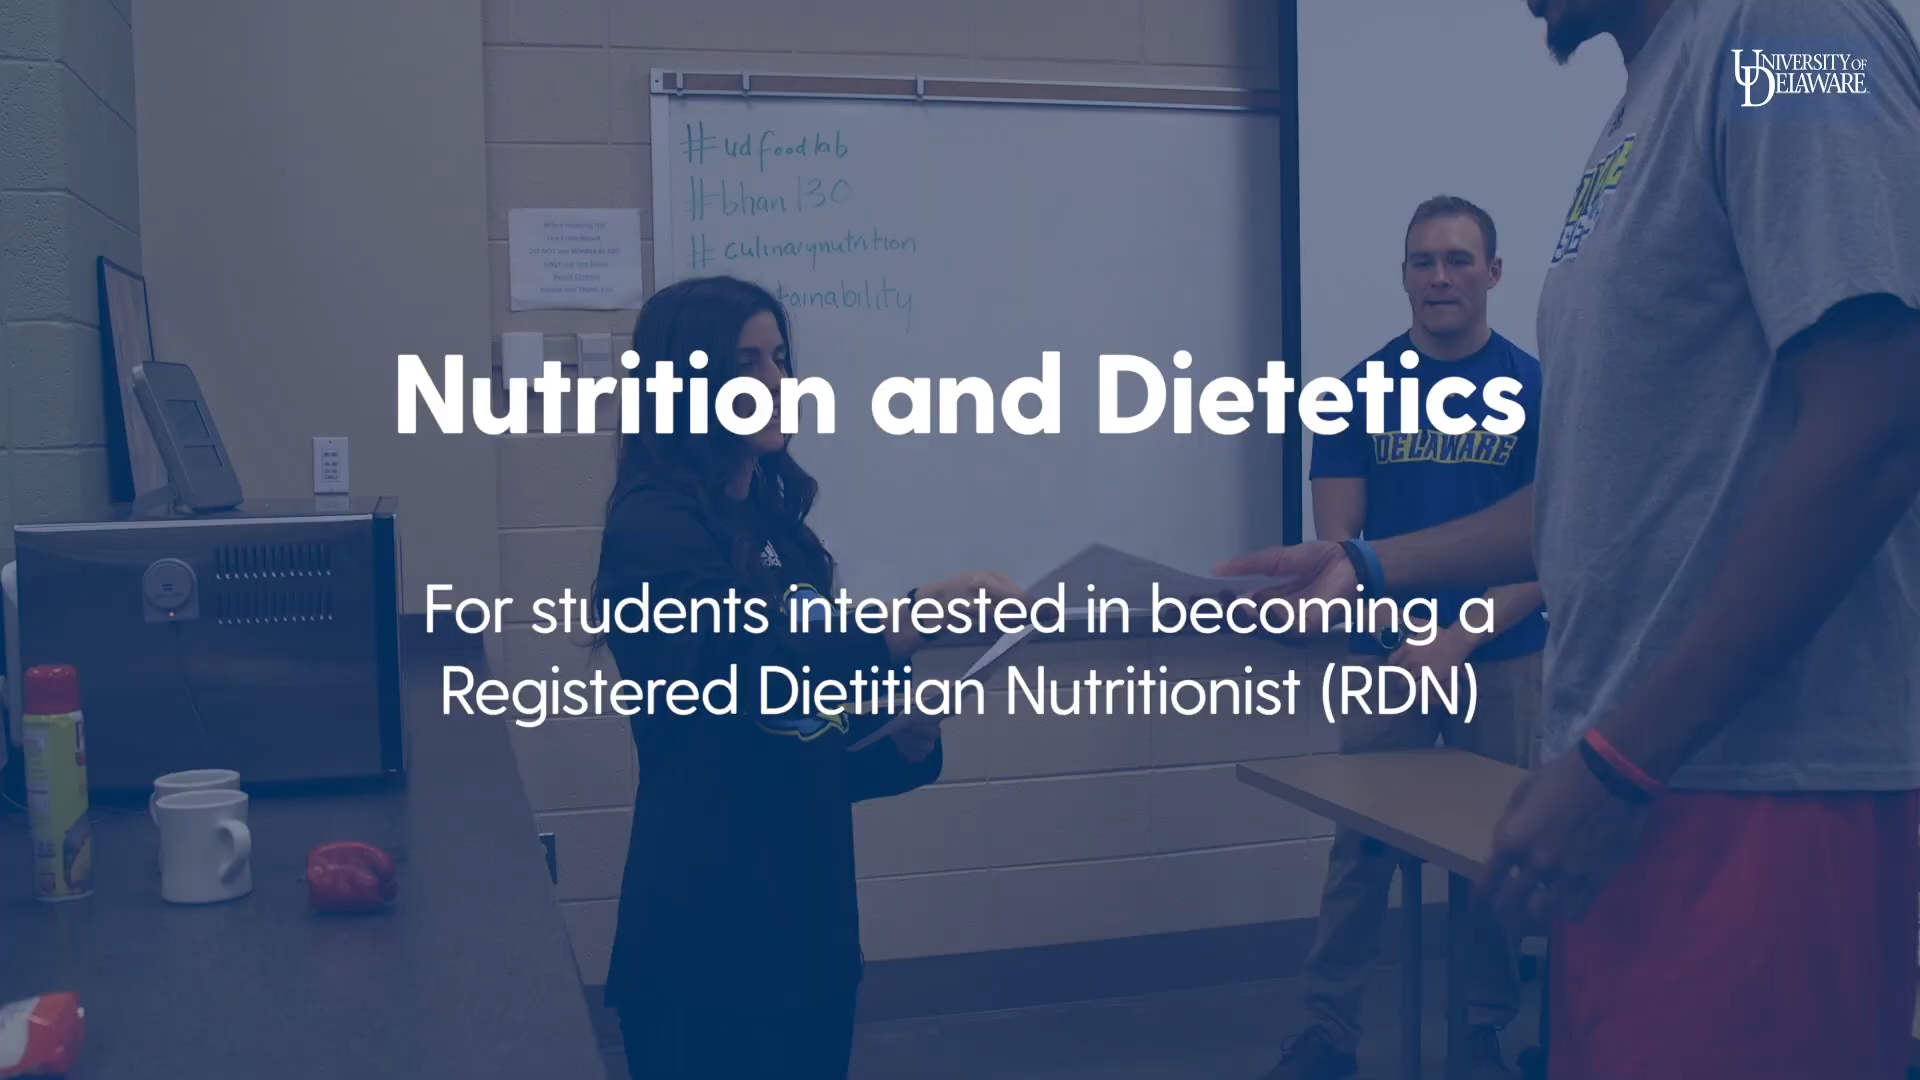 UNIVERSITY OF
DELAWARE
#udfoodlab
#bhan130
#culinarynutrition
tainability
Nutrition and Dietetics
DELAWARE
adidas
For students interested in becoming a
Registered Dietitian Nutritionist (RDN)